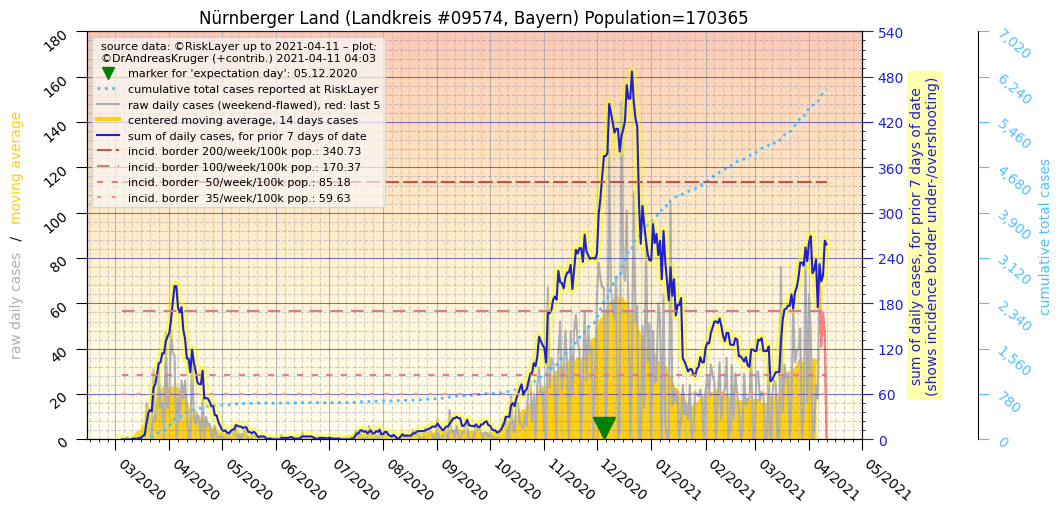 Nürnberger Land (Landkreis #09574, Bayern) Population=170365
source data: ©RiskLayer up to 2021-04-11 – plot:
©DrAndreasKruger (+contrib.) 2021-04-11 04:03
marker for 'expectation day': 05.12.2020
cumulative total cases reported at RiskLayer
raw daily cases (weekend-flawed), red: last 5
centered moving average, 14 days cases
sum of daily cases, for prior 7 days of date
incid. border 200/week/100k pop.: 340.73
incid. border 100/week/100k pop.: 170.37
incid. border 50/week/100k pop.: 85.18
incid. border 35/week/100k pop.: 59.63
raw daily cases / moving average
180
160
140
120
100
80
60
40
20
0
03/2020
04/2020
05/2020
06/2020
07/2020
08/2020
09/2020
10/2020
11/2020
12/2020
01/2021
02/2021
03/2021
04/2021
05/2021
540
480
420
360
300
240
180
120
60
0
sum of daily cases, for prior 7 days of date
(shows incidence border under-/overshooting)
7,020
6,240
5,460
4,680
3,900
3,120
2,340
1,560
780
0
cumulative total cases